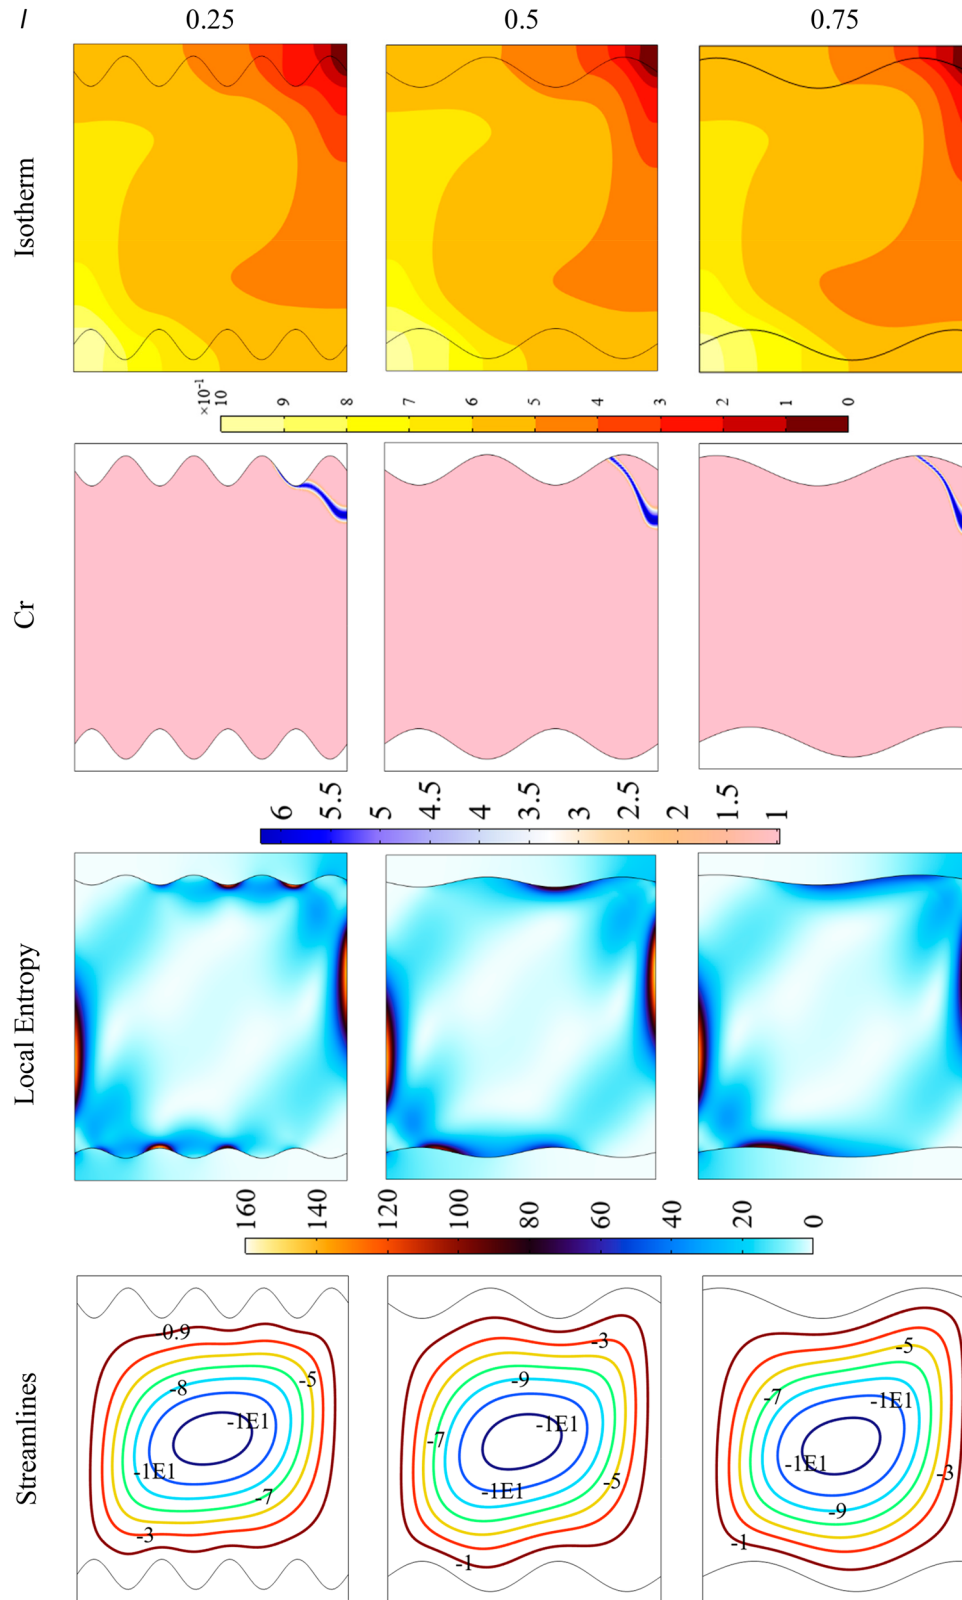 l 0.25 0.5 0.75
Isotherm
×10⁻¹
10 9 8 7 6 5 4 3 2 1 0
Cr
6 5.5 5 4.5 4 3.5 3 2.5 2 1.5 1
Local Entropy
160 140 120 100 80 60 40 20 0
Streamlines
-0.9 -8 -5 -1E1 -1E1 -7 -3
-3 -9 -1E1 -7 -1E1 -5 -1
-5 -7 -1E1 -1E1 -3 -9 -1